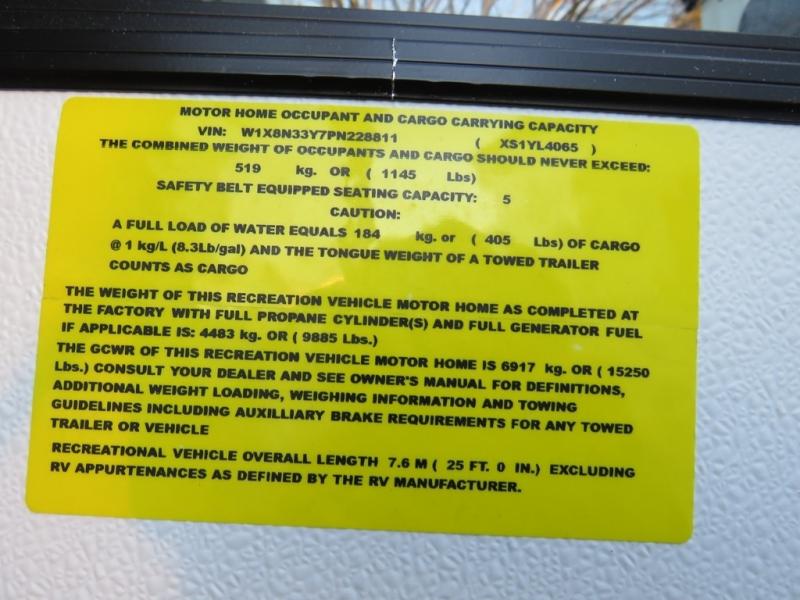 MOTOR HOME OCCUPANT AND CARGO CARRYING CAPACITY
VIN: W1X8N33Y7PN228811 ( XS1YL4065 )
THE COMBINED WEIGHT OF OCCUPANTS AND CARGO SHOULD NEVER EXCEED:
519 kg. OR ( 1145 Lbs)
SAFETY BELT EQUIPPED SEATING CAPACITY: 5
CAUTION:
A FULL LOAD OF WATER EQUALS 184 kg. or ( 405 Lbs) OF CARGO
@ 1 kg/L (8.3Lb/gal) AND THE TONGUE WEIGHT OF A TOWED TRAILER
COUNTS AS CARGO
THE WEIGHT OF THIS RECREATION VEHICLE MOTOR HOME AS COMPLETED AT
THE FACTORY WITH FULL PROPANE CYLINDER(S) AND FULL GENERATOR FUEL
IF APPLICABLE IS: 4483 kg. OR ( 9885 Lbs.)
THE GCWR OF THIS RECREATION VEHICLE MOTOR HOME IS 6917 kg. OR ( 15250
Lbs.) CONSULT YOUR DEALER AND SEE OWNER'S MANUAL FOR DEFINITIONS,
ADDITIONAL WEIGHT LOADING, WEIGHING INFORMATION AND TOWING
GUIDELINES INCLUDING AUXILLIARY BRAKE REQUIREMENTS FOR ANY TOWED
TRAILER OR VEHICLE
RECREATIONAL VEHICLE OVERALL LENGTH 7.6 M ( 25 FT. 0 IN.) EXCLUDING
RV APPURTENANCES AS DEFINED BY THE RV MANUFACTURER.